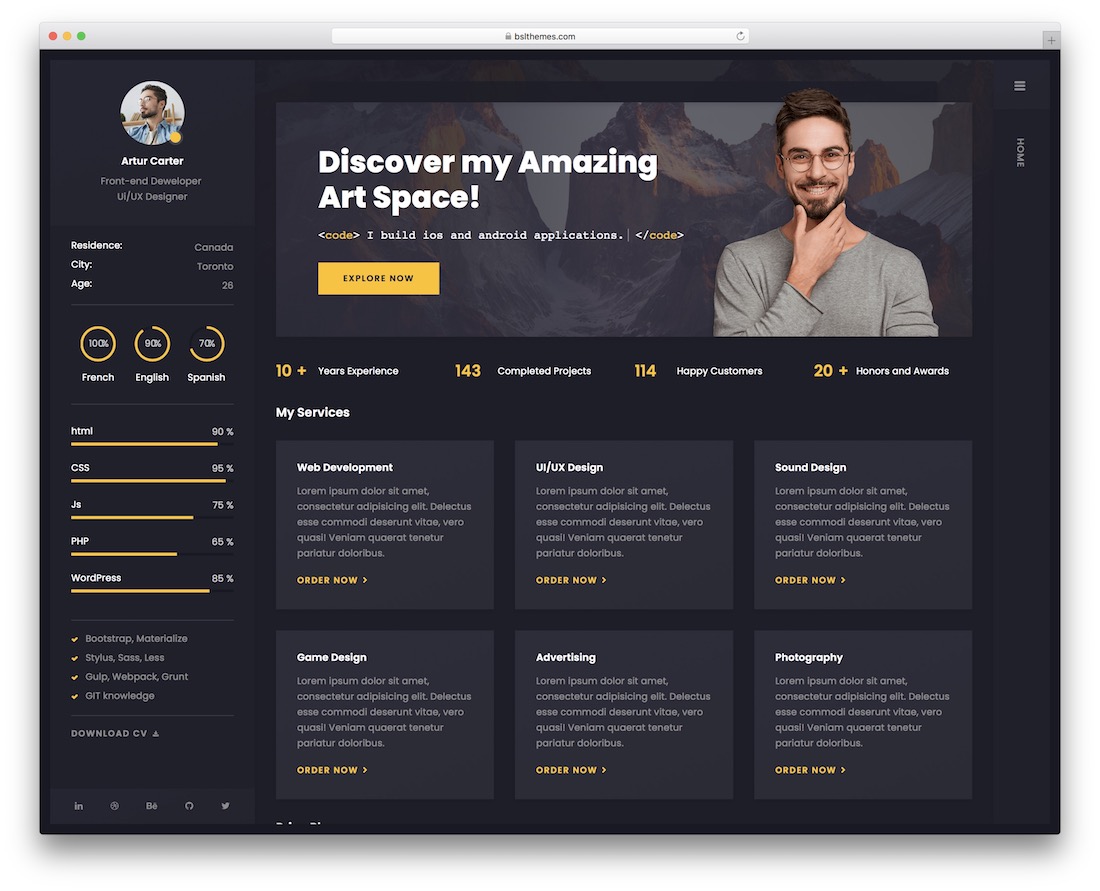 bslthemes.com
Artur Carter
Front-end Deweloper
UI/UX Designer
Residence: Canada
City: Toronto
Age: 26
100% 90% 70%
French English Spanish
html 90 %
CSS 95 %
Js 75 %
PHP 65 %
WordPress 85 %
Bootstrap, Materialize
Stylus, Sass, Less
Gulp, Webpack, Grunt
GIT knowledge
DOWNLOAD CV
in Bē
Discover my Amazing
Art Space!
<code> I build ios and android applications.| </code>
EXPLORE NOW
10 + Years Experience 143 Completed Projects 114 Happy Customers 20 + Honors and Awards
My Services
Web Development
Lorem ipsum dolor sit amet,
consectetur adipisicing elit. Delectus
esse commodi deserunt vitae, vero
quasi! Veniam quaerat tenetur
pariatur doloribus.
ORDER NOW >
UI/UX Design
Lorem ipsum dolor sit amet,
consectetur adipisicing elit. Delectus
esse commodi deserunt vitae, vero
quasi! Veniam quaerat tenetur
pariatur doloribus.
ORDER NOW >
Sound Design
Lorem ipsum dolor sit amet,
consectetur adipisicing elit. Delectus
esse commodi deserunt vitae, vero
quasi! Veniam quaerat tenetur
pariatur doloribus.
ORDER NOW >
Game Design
Lorem ipsum dolor sit amet,
consectetur adipisicing elit. Delectus
esse commodi deserunt vitae, vero
quasi! Veniam quaerat tenetur
pariatur doloribus.
ORDER NOW >
Advertising
Lorem ipsum dolor sit amet,
consectetur adipisicing elit. Delectus
esse commodi deserunt vitae, vero
quasi! Veniam quaerat tenetur
pariatur doloribus.
ORDER NOW >
Photography
Lorem ipsum dolor sit amet,
consectetur adipisicing elit. Delectus
esse commodi deserunt vitae, vero
quasi! Veniam quaerat tenetur
pariatur doloribus.
ORDER NOW >
HOME